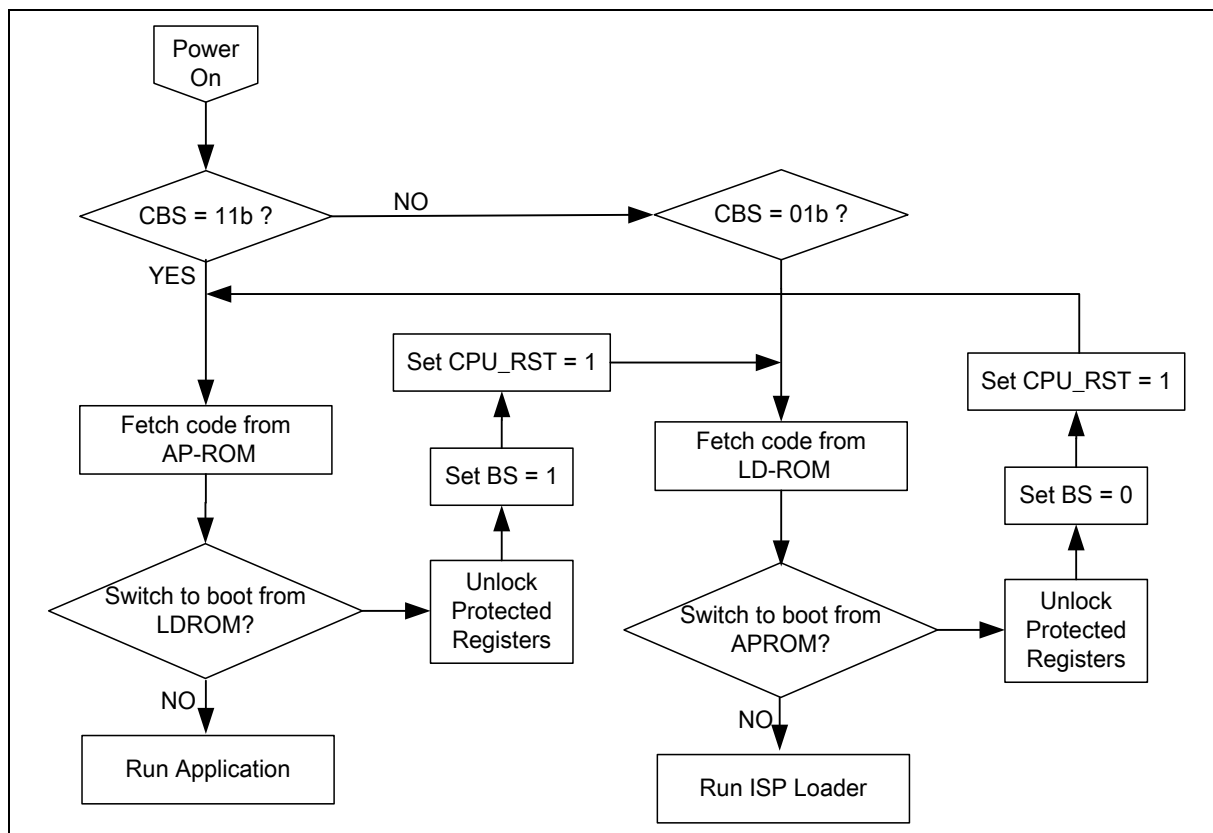 Power
On
CBS = 11b ?
NO
CBS = 01b ?
YES
Set CPU_RST = 1
Set CPU_RST = 1
Fetch code from
AP-ROM
Fetch code from
LD-ROM
Set BS = 1
Set BS = 0
Switch to boot from
LDROM?
Unlock
Protected
Registers
Switch to boot from
APROM?
Unlock
Protected
Registers
NO
NO
Run Application
Run ISP Loader